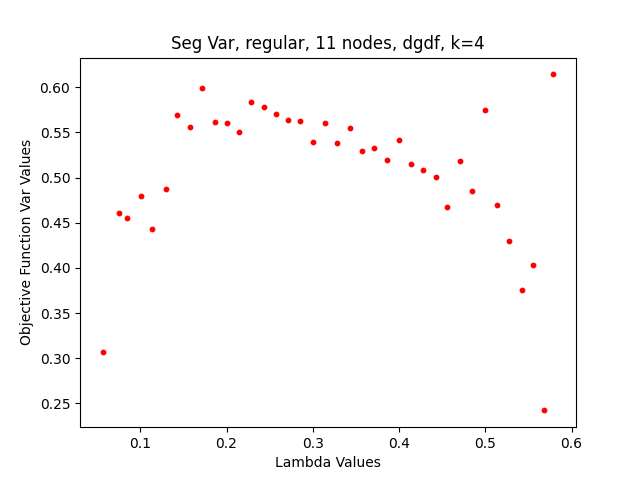 Seg Var, regular, 11 nodes, dgdf, k=4
Objective Function Var Values
0.60
0.55
0.50
0.45
0.40
0.35
0.30
0.25
0.1 0.2 0.3 0.4 0.5 0.6
Lambda Values